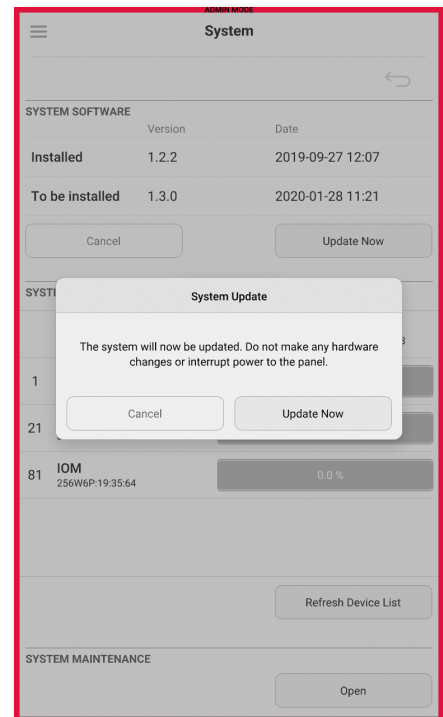 ADMIN MODE
System
SYSTEM SOFTWARE
Version Date
Installed 1.2.2 2019-09-27 12:07
To be installed 1.3.0 2020-01-28 11:21
Cancel Update Now
System Update
The system will now be updated. Do not make any hardware
changes or interrupt power to the panel.
Cancel Update Now
1
21
81 IOM 0.0 %
256W6P:19:35:64
Refresh Device List
SYSTEM MAINTENANCE
Open